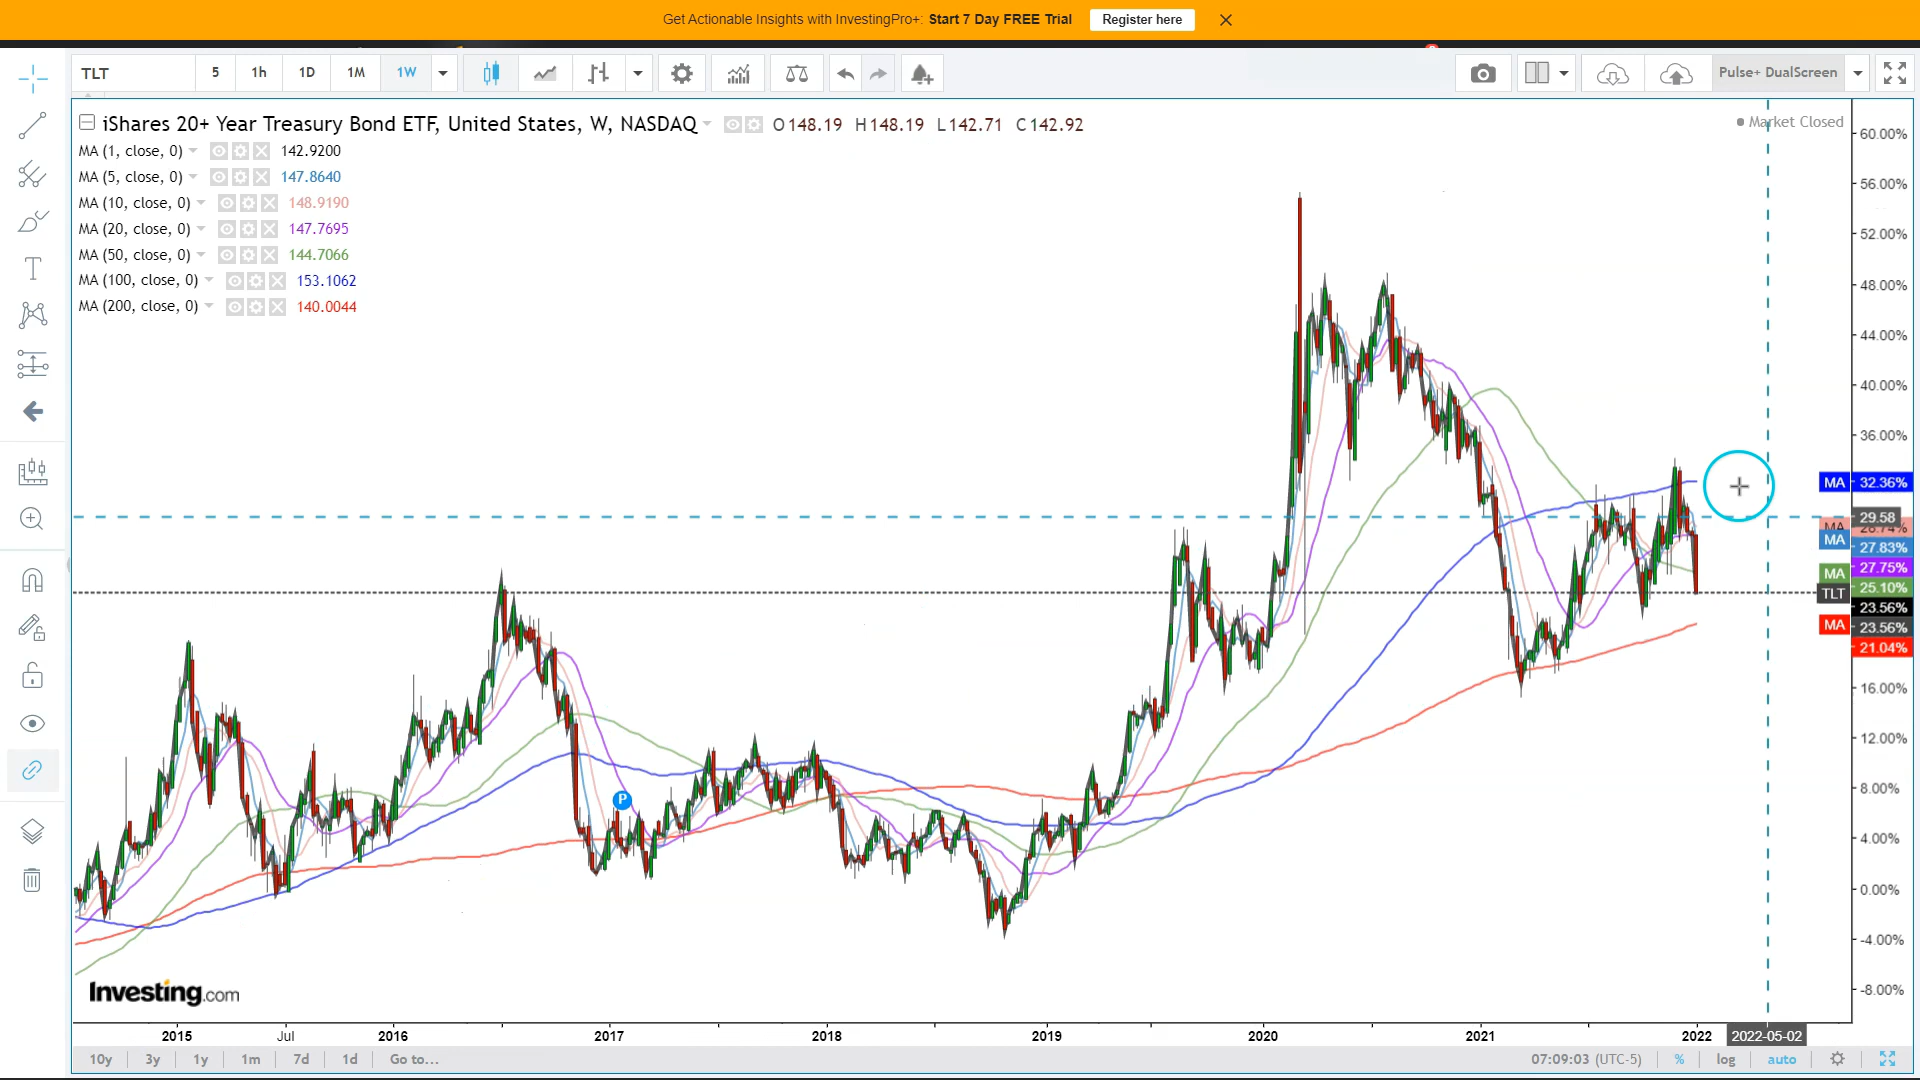 Get Actionable Insights with InvestingPro+: Start 7 Day FREE Trial Register here
TLT 5 1h 1D 1M 1W Pulse+ DualScreen
iShares 20+ Year Treasury Bond ETF, United States, W, NASDAQ O148.19 H148.19 L142.71 C142.92
Market Closed
MA (1, close, 0) 142.9200
MA (5, close, 0) 147.8640
MA (10, close, 0) 148.9190
MA (20, close, 0) 147.7695
MA (50, close, 0) 144.7066
MA (100, close, 0) 153.1062
MA (200, close, 0) 140.0044
60.00%
56.00%
52.00%
48.00%
44.00%
40.00%
36.00%
MA 32.36%
29.58
MA 28.74%
MA 27.83%
27.75%
MA 25.10%
TLT 23.56%
MA 23.56%
21.04%
16.00%
12.00%
8.00%
4.00%
0.00%
-4.00%
-8.00%
P
Investing.com
2015 Jul 2016 2017 2018 2019 2020 2021 2022 2022-05-02
10y 3y 1y 1m 7d 1d Go to... 07:09:03 (UTC-5) % log auto